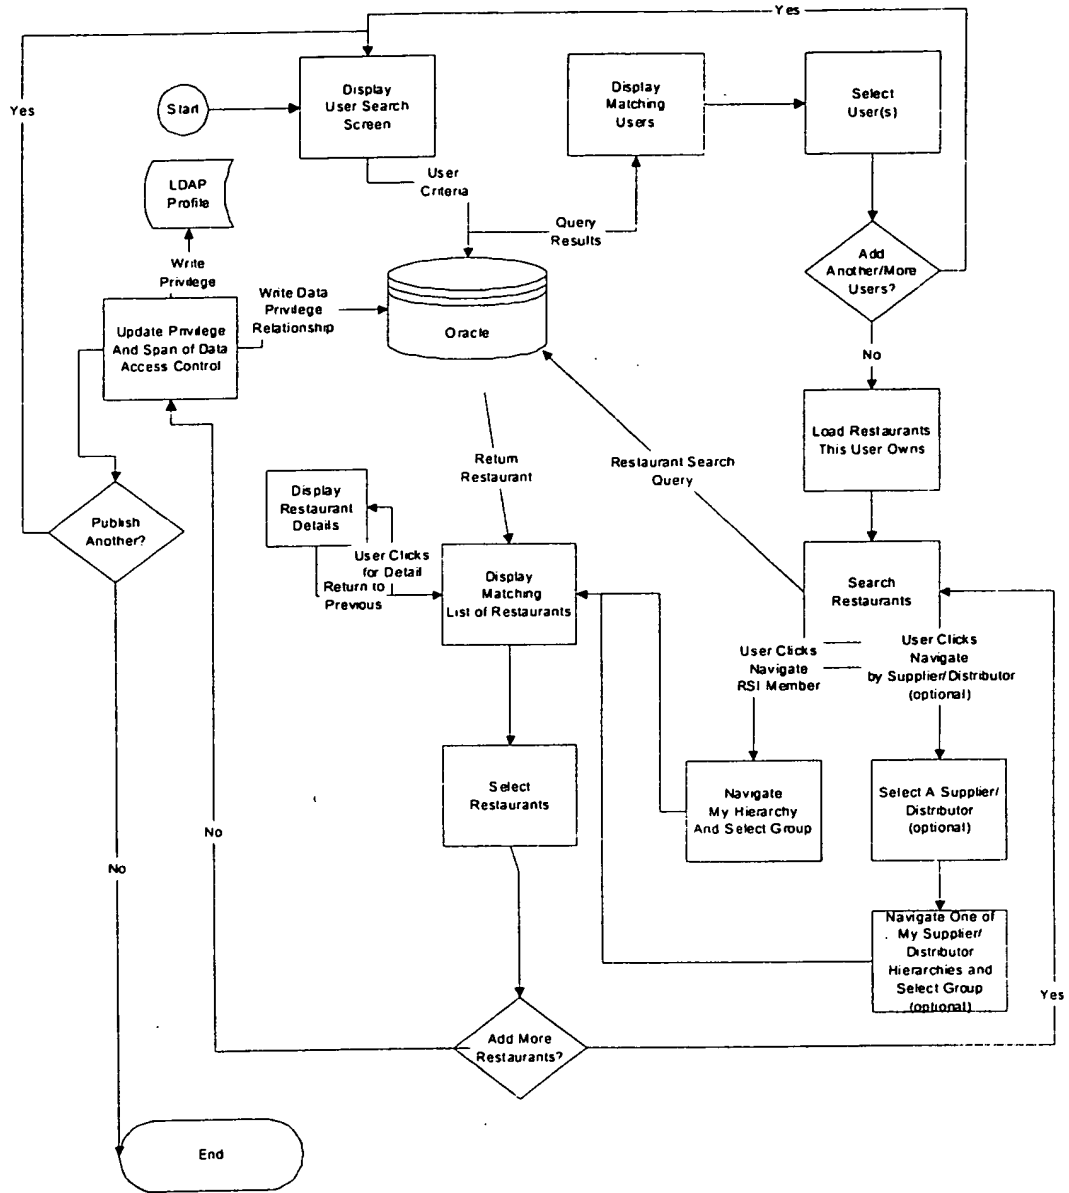 Yes
Yes
Start
Display
User Search
Screen
Display
Matching
Users
Select
User(s)
LDAP
Profile
User
Criteria
Query
Results
Write
Privilege
Write Data
Privilege
Relationship
Add
Another/More
Users?
Update Privilege
And Span of Data
Access Control
Oracle
No
Load Restaurants
This User Owns
Return
Restaurant
Restaurant Search
Query
Display
Restaurant
Details
Publish
Another?
User Clicks
for Detail
Return to
Previous
Display
Matching
List of Restaurants
Search
Restaurants
User Clicks
Navigate
RSI Member
User Clicks
Navigate
by Supplier/Distributor
(optional)
Select
Restaurants
Navigate
My Hierarchy
And Select Group
Select A Supplier/
Distributor
(optional)
No
No
Navigate One of
My Supplier/
Distributor
Hierarchies and
Select Group
(optional)
Yes
Add More
Restaurants?
End